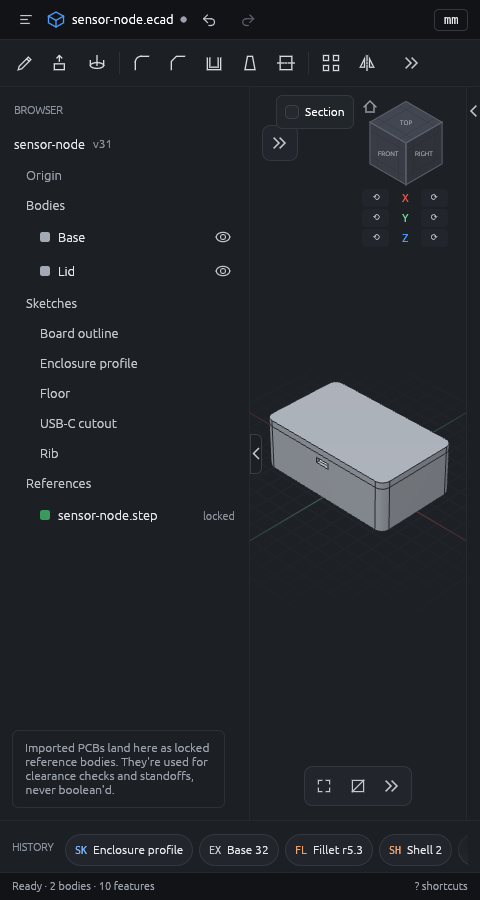 sensor-node.ecad
mm
BROWSER
Section
sensor-node v31
Origin
Bodies
Base
Lid
Sketches
Board outline
Enclosure profile
Floor
USB-C cutout
Rib
References
sensor-node.step locked
TOP
FRONT RIGHT
X
Y
Z
Imported PCBs land here as locked
reference bodies. They're used for
clearance checks and standoffs,
never boolean'd.
HISTORY SK Enclosure profile EX Base 32 FL Fillet r5.3 SH Shell 2
Ready · 2 bodies · 10 features ? shortcuts